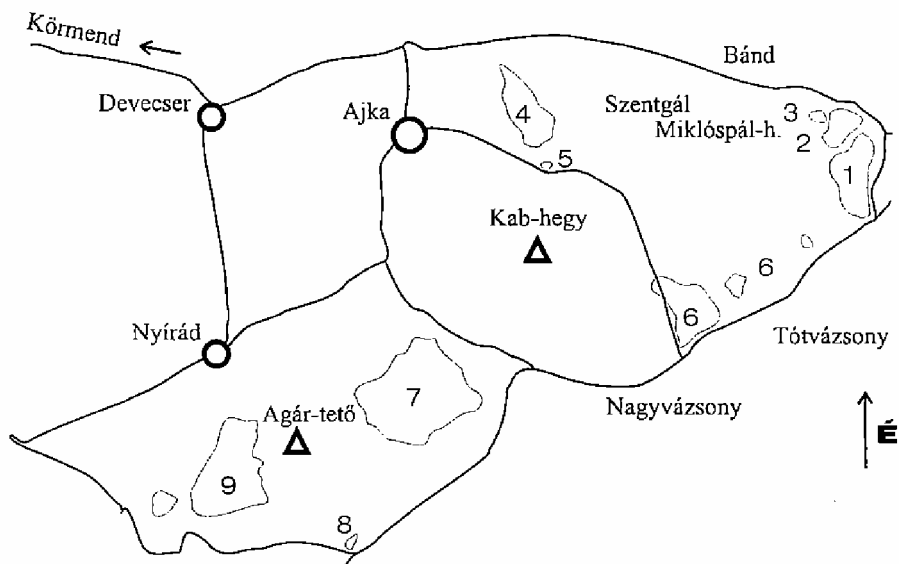 Körmend
Bánd
Devecser
Ajka
4
Szentgál
3
Miklóspál-h.
2
5
1
Kab-hegy
6
6
Nyírád
Tótvázsony
7
Nagyvázsony
Agár-tető
É
9
8